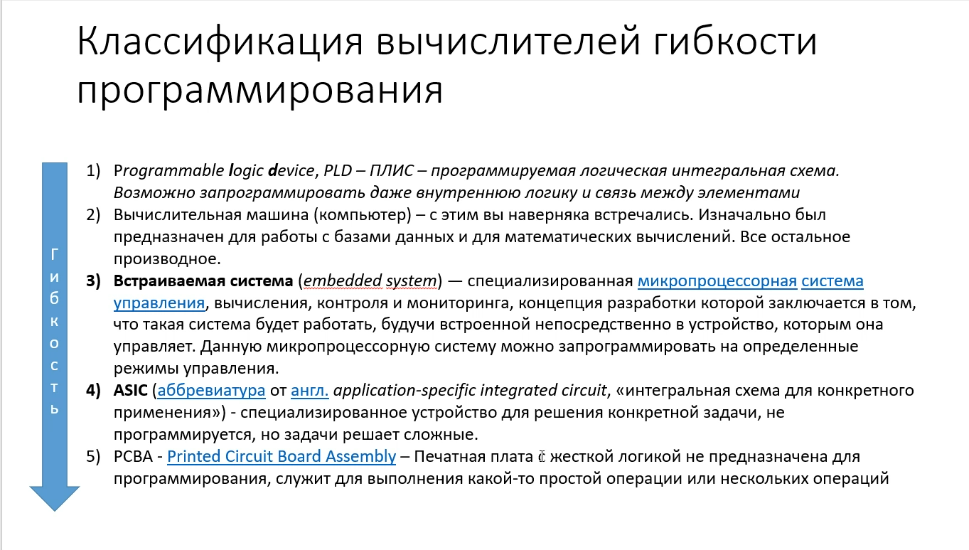 Классификация вычислителей гибкости
программирования
1) Programmable logic device, PLD – ПЛИС – программируемая логическая интегральная схема.
Возможно запрограммировать даже внутреннюю логику и связь между элементами
2) Вычислительная машина (компьютер) – с этим вы наверняка встречались. Изначально был
предназначен для работы с базами данных и для математических вычислений. Все остальное
производное.
3) Встраиваемая система (embedded system) — специализированная микропроцессорная система
управления, вычисления, контроля и мониторинга, концепция разработки которой заключается в том,
что такая система будет работать, будучи встроенной непосредственно в устройство, которым она
управляет. Данную микропроцессорную систему можно запрограммировать на определенные
режимы управления.
4) ASIC (аббревиатура от англ. application-specific integrated circuit, «интегральная схема для конкретного
применения») - специализированное устройство для решения конкретной задачи, не
программируется, но задачи решает сложные.
5) PCBA - Printed Circuit Board Assembly – Печатная плата с жесткой логикой не предназначена для
программирования, служит для выполнения какой-то простой операции или нескольких операций
Гибкость